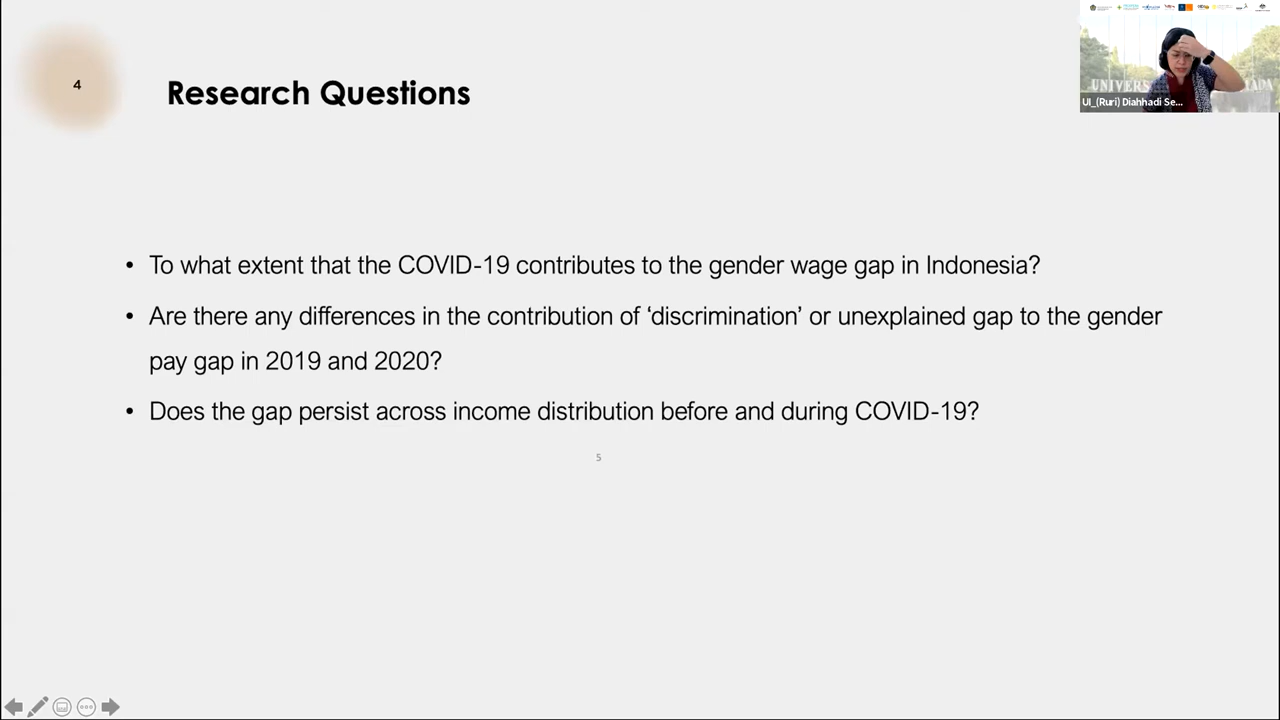 4
Research Questions
UNIVERS
ADA
UI_(Ruri) Diahhadi Se...
• To what extent that the COVID-19 contributes to the gender wage gap in Indonesia?
• Are there any differences in the contribution of ‘discrimination’ or unexplained gap to the gender
pay gap in 2019 and 2020?
• Does the gap persist across income distribution before and during COVID-19?
5